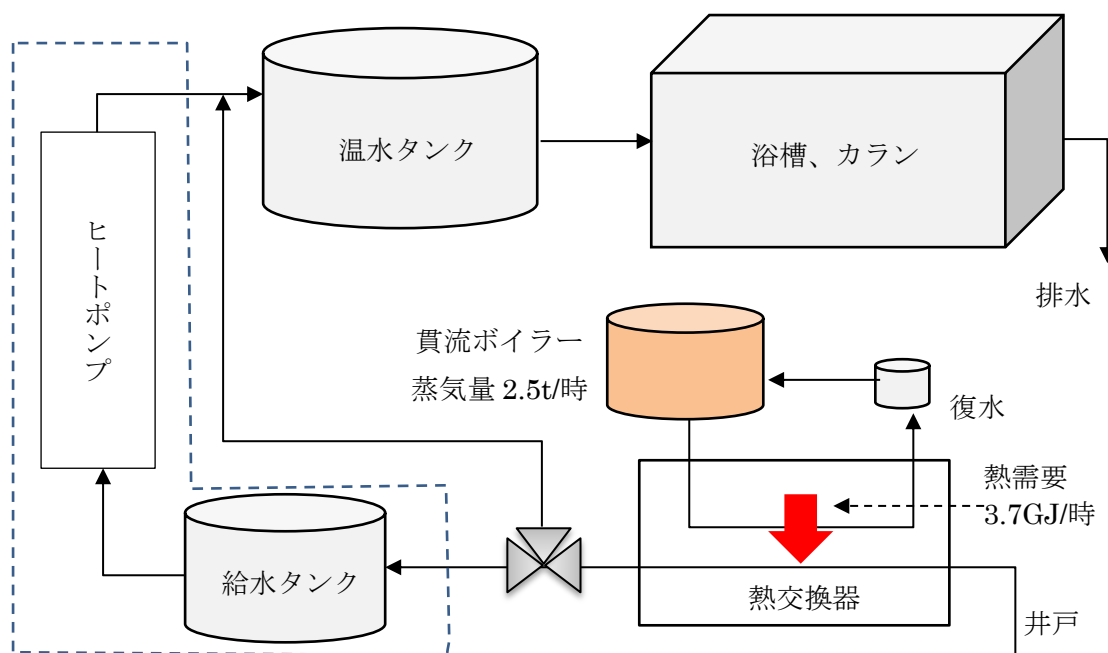 温水タンク
浴槽、カラン
ヒートポンプ
排水
貫流ボイラー
蒸気量 2.5t/時
復水
熱需要
3.7GJ/時
給水タンク
熱交換器
井戸